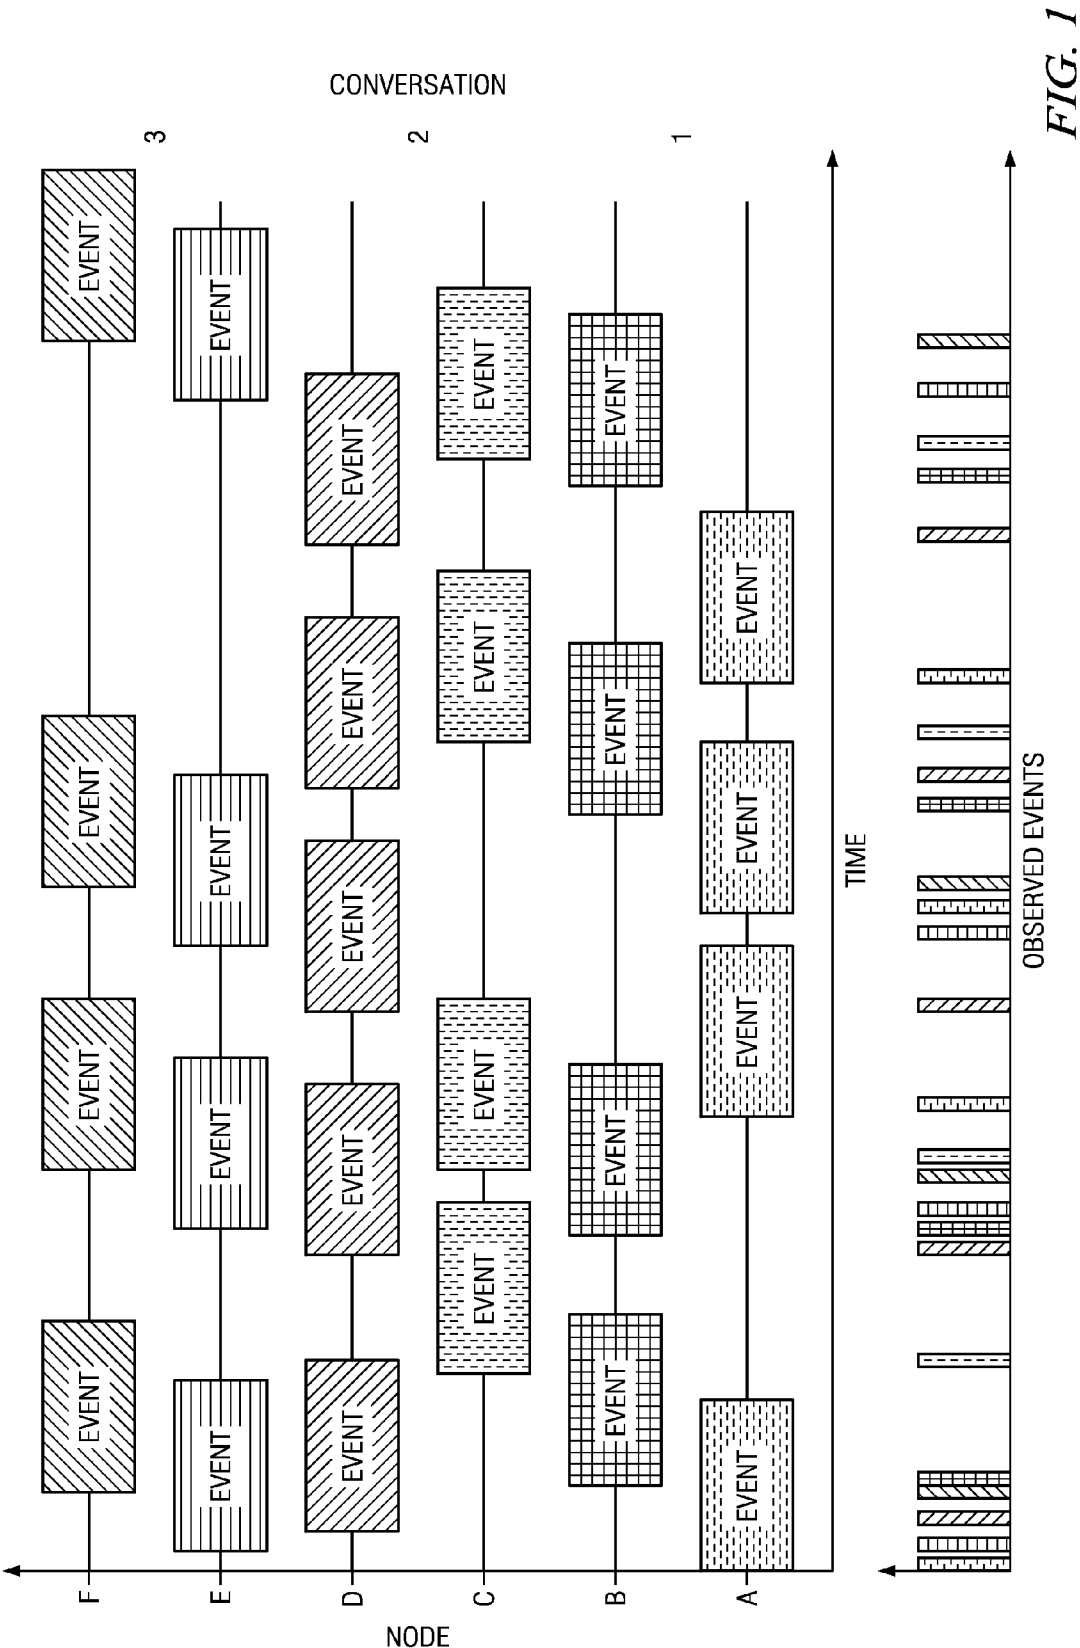 F EVENT EVENT EVENT EVENT
3
E EVENT EVENT EVENT EVENT
D EVENT EVENT EVENT EVENT EVENT
NODE
2
CONVERSATION
C EVENT EVENT EVENT EVENT
B EVENT EVENT EVENT EVENT
1
A EVENT EVENT EVENT EVENT
TIME
OBSERVED EVENTS
FIG. 1